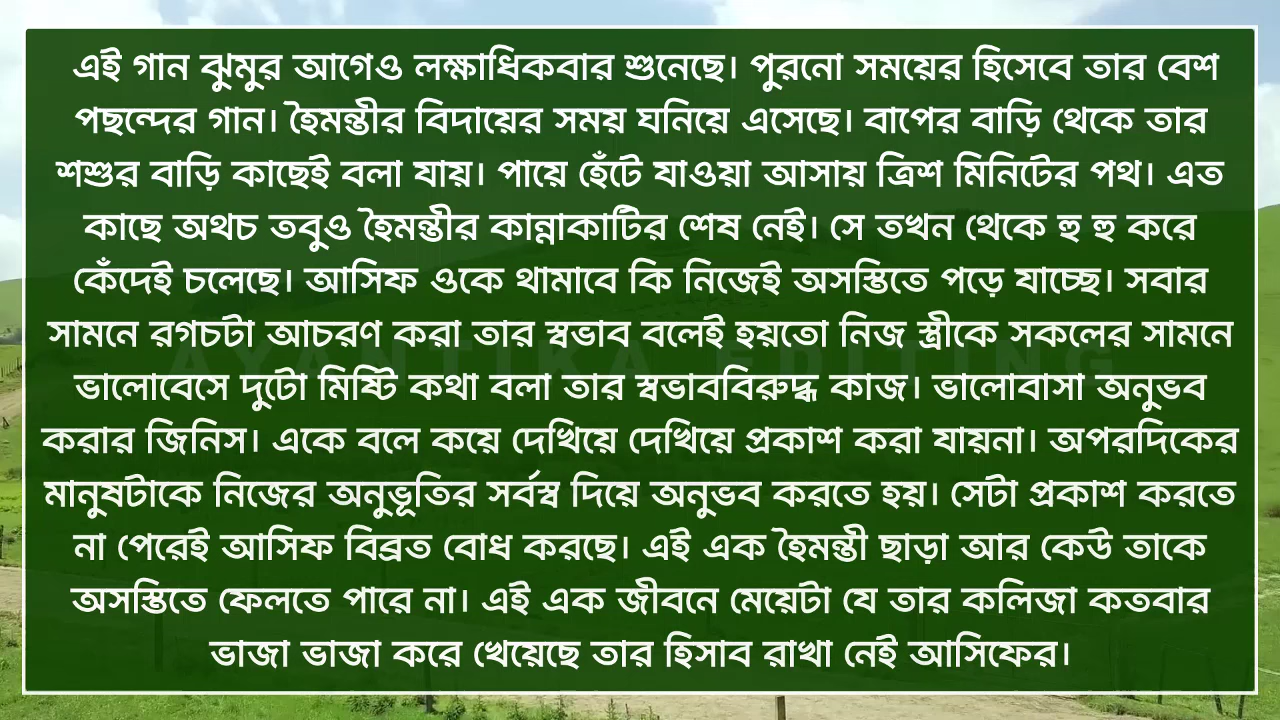 এই গান ঝুমুর আগেও লক্ষাধিকবার শুনেছে। পুরনো সময়ের হিসেবে তার বেশ
পছন্দের গান। হৈমন্তীর বিদায়ের সময় ঘনিয়ে এসেছে। বাপের বাড়ি থেকে তার
শশুর বাড়ি কাছেই বলা যায়। পায়ে হেঁটে যাওয়া আসায় ত্রিশ মিনিটের পথ। এত
কাছে অথচ তবুও হৈমন্তীর কান্নাকাটির শেষ নেই। সে তখন থেকে হু হু করে
কেঁদেই চলেছে। আসিফ ওকে থামাবে কি নিজেই অসস্তিতে পড়ে যাচ্ছে। সবার
সামনে রগচটা আচরণ করা তার স্বভাব বলেই হয়তো নিজ স্ত্রীকে সকলের সামনে
AYANTIKA EDITING
ভালোবেসে দুটো মিষ্টি কথা বলা তার স্বভাববিরুদ্ধ কাজ। ভালোবাসা অনুভব
করার জিনিস। একে বলে কয়ে দেখিয়ে দেখিয়ে প্রকাশ করা যায়না। অপরদিকের
মানুষটাকে নিজের অনুভূতির সর্বস্ব দিয়ে অনুভব করতে হয়। সেটা প্রকাশ করতে
না পেরেই আসিফ বিব্রত বোধ করছে। এই এক হৈমন্তী ছাড়া আর কেউ তাকে
অসস্তিতে ফেলতে পারে না। এই এক জীবনে মেয়েটা যে তার কলিজা কতবার
ভাজা ভাজা করে খেয়েছে তার হিসাব রাখা নেই আসিফের।